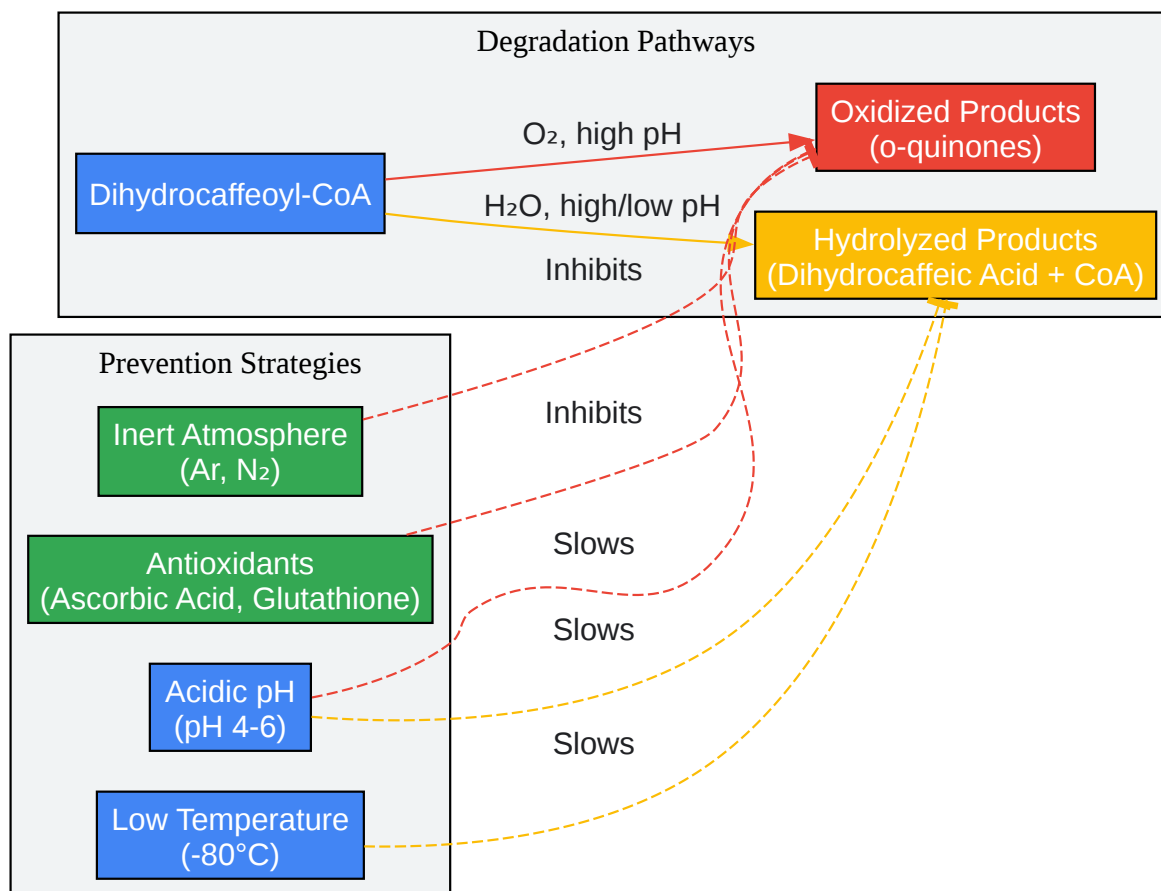 Degradation Pathways
Oxidized Products
(o-quinones)
O₂, high pH
Dihydrocaffeoyl-CoA
H₂O, high/low pH
Hydrolyzed Products
(Dihydrocaffeic Acid + CoA)
Inhibits
Prevention Strategies
Inert Atmosphere
(Ar, N₂)
Inhibits
Antioxidants
(Ascorbic Acid, Glutathione)
Slows
Slows
Acidic pH
(pH 4-6)
Slows
Low Temperature
(-80°C)